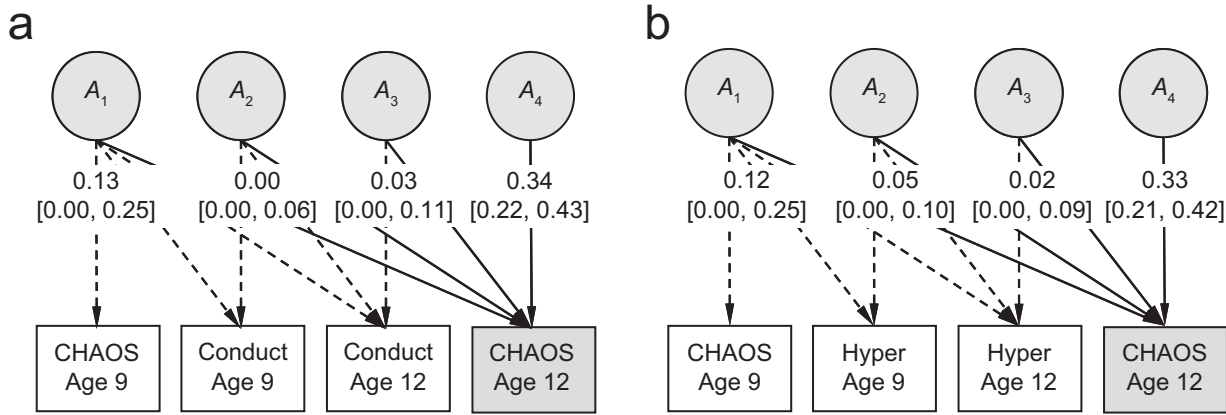 a
A1
A2
A3
A4
0.13
[0.00, 0.25]
0.00
[0.00, 0.06]
0.03
[0.00, 0.11]
0.34
[0.22, 0.43]
CHAOS
Age 9
Conduct
Age 9
Conduct
Age 12
CHAOS
Age 12
b
A1
A2
A3
A4
0.12
[0.00, 0.25]
0.05
[0.00, 0.10]
0.02
[0.00, 0.09]
0.33
[0.21, 0.42]
CHAOS
Age 9
Hyper
Age 9
Hyper
Age 12
CHAOS
Age 12